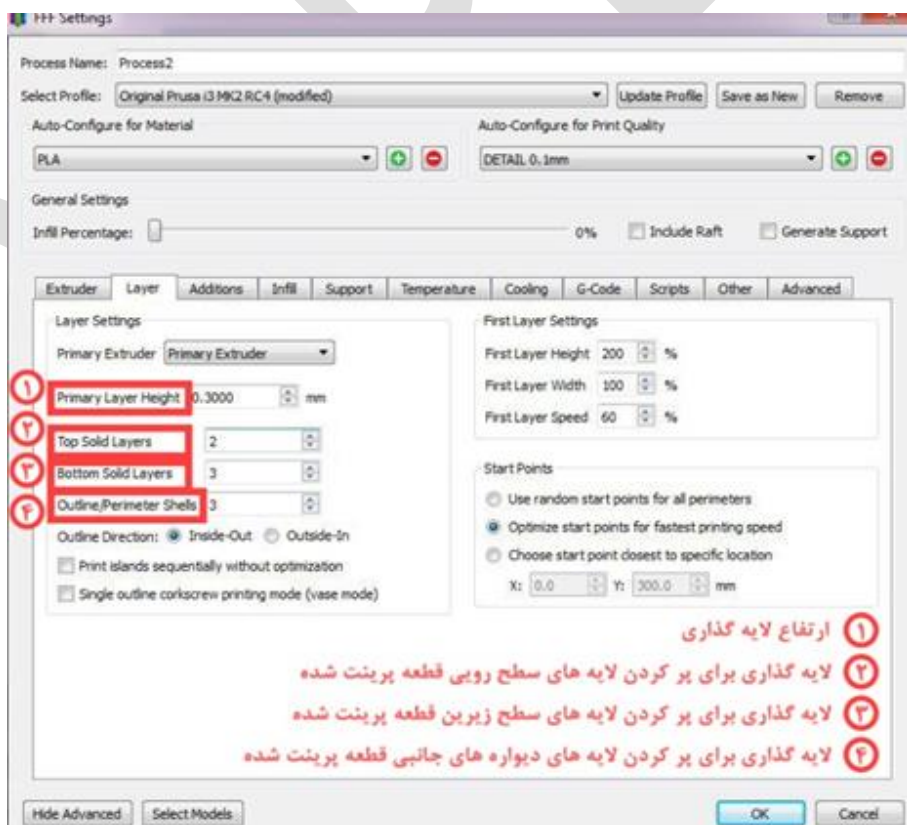 FFF Settings
Process Name: Process2
Select Profile: Original Prusa i3 MK2 RC4 (modified) Update Profile Save as New Remove
Auto-Configure for Material Auto-Configure for Print Quality
PLA DETAIL 0.1mm
General Settings
Infill Percentage: 0% Include Raft Generate Support
Extruder Layer Additions Infill Support Temperature Cooling G-Code Scripts Other Advanced
Layer Settings
Primary Extruder Primary Extruder
۱ Primary Layer Height 0.3000 mm
۲ Top Solid Layers 2
۳ Bottom Solid Layers 3
۴ Outline/Perimeter Shells 3
Outline Direction: Inside-Out Outside-In
Print islands sequentially without optimization
Single outline corkscrew printing mode (vase mode)
First Layer Settings
First Layer Height 200 %
First Layer Width 100 %
First Layer Speed 60 %
Start Points
Use random start points for all perimeters
Optimize start points for fastest printing speed
Choose start point closest to specific location
X: 0.0 Y: 300.0 mm
۱ ارتفاع لایه گذاری
۲ لایه گذاری برای پر کردن لایه های سطح رویی قطعه پرینت شده
۳ لایه گذاری برای پر کردن لایه های سطح زیرین قطعه پرینت شده
۴ لایه گذاری برای پر کردن لایه های دیواره های جانبی قطعه پرینت شده
Hide Advanced Select Models OK Cancel